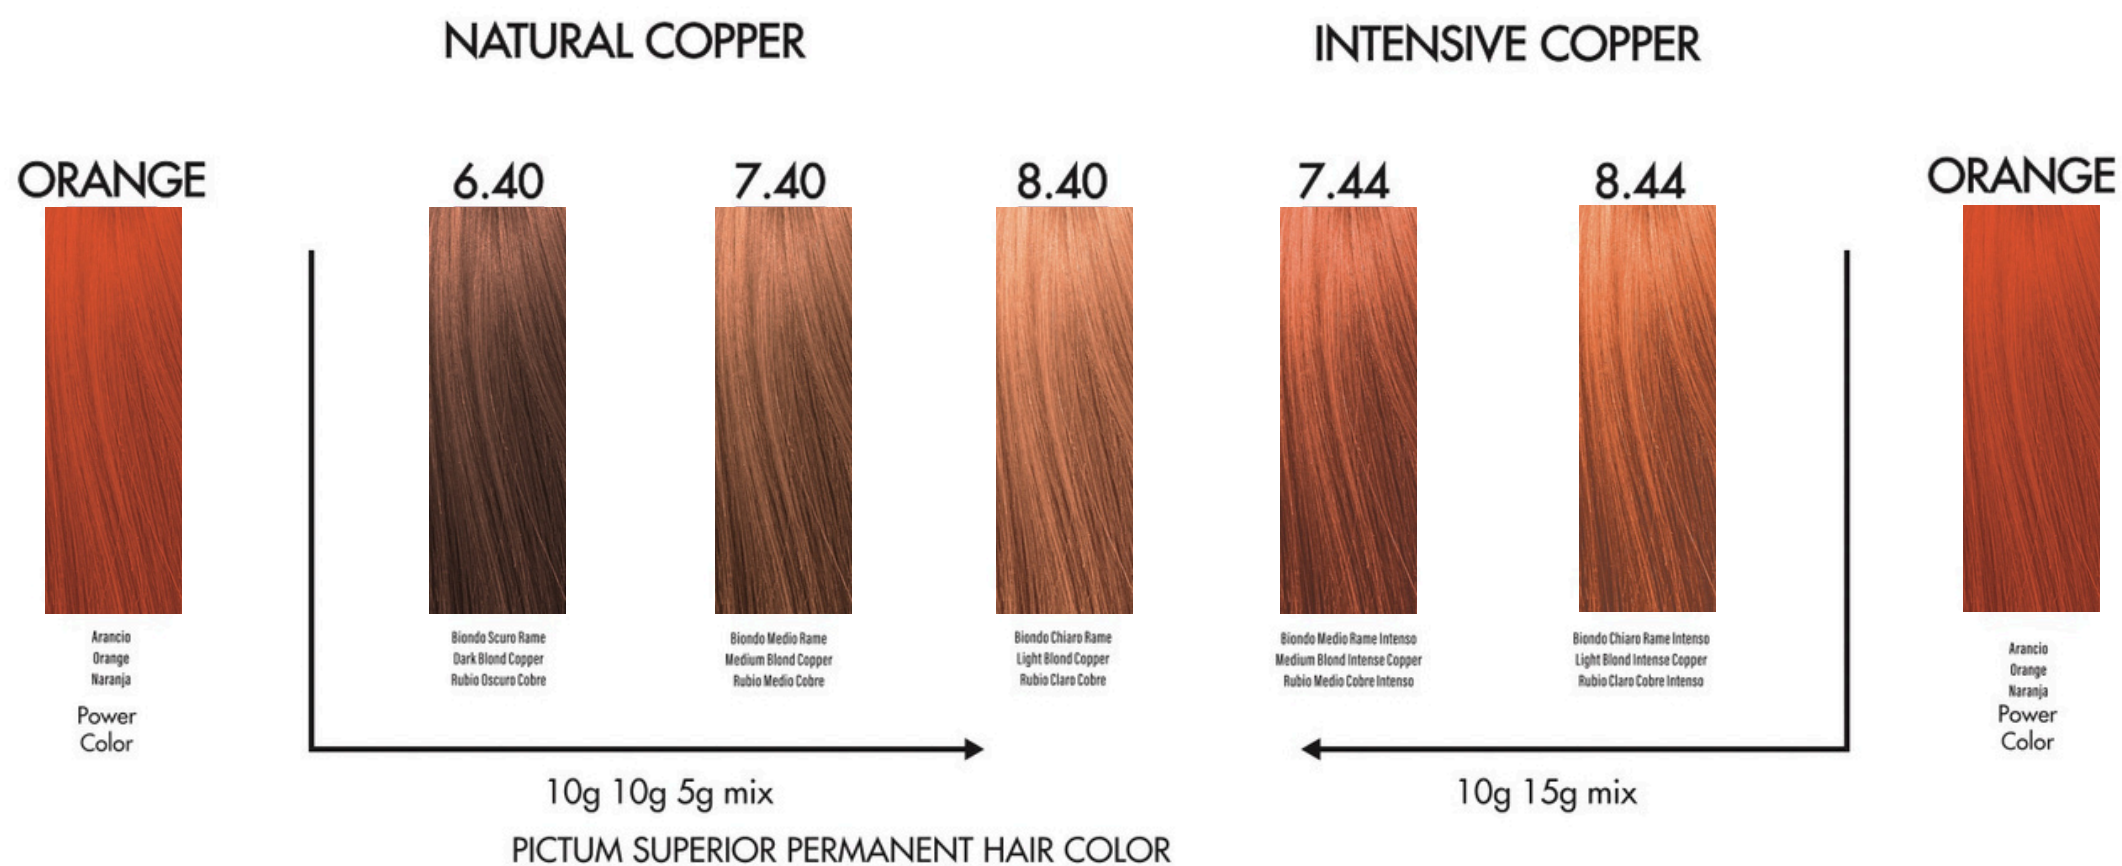 NATURAL COPPER
INTENSIVE COPPER
ORANGE
Arancio
Orange
Naranja
Power
Color
6.40
Biondo Scuro Rame
Dark Blond Copper
Rubio Oscuro Cobre
7.40
Biondo Medio Rame
Medium Blond Copper
Rubio Medio Cobre
8.40
Biondo Chiaro Rame
Light Blond Copper
Rubio Claro Cobre
7.44
Biondo Medio Rame Intenso
Medium Blond Intense Copper
Rubio Medio Cobre Intenso
8.44
Biondo Chiaro Rame Intenso
Light Blond Intense Copper
Rubio Claro Cobre Intenso
ORANGE
Arancio
Orange
Naranja
Power
Color
10g 10g 5g mix
10g 15g mix
PICTUM SUPERIOR PERMANENT HAIR COLOR